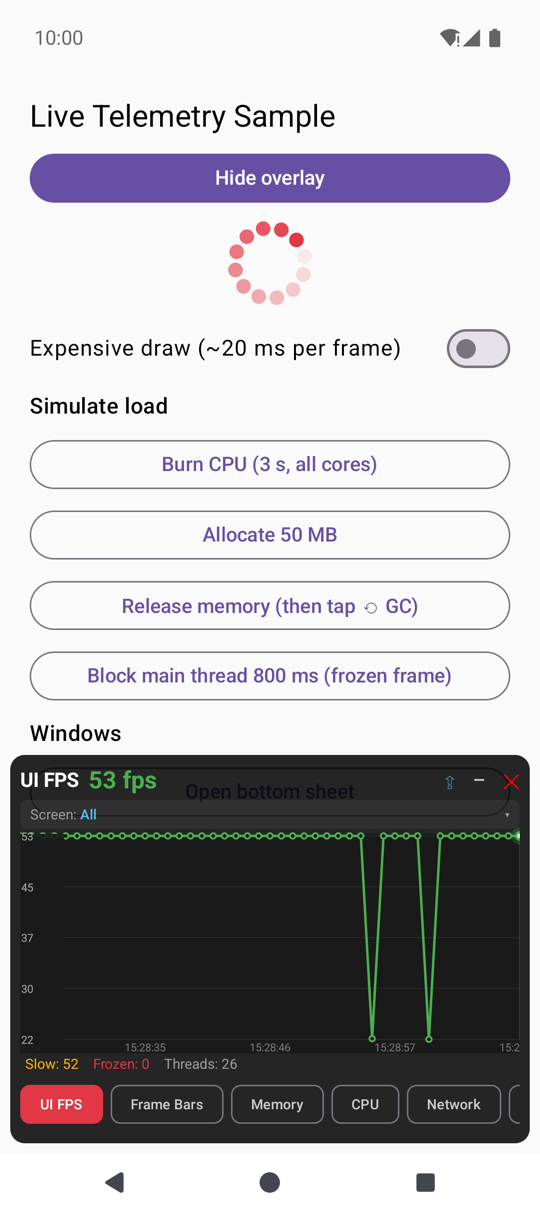 10:00
Live Telemetry Sample
Hide overlay
Expensive draw (~20 ms per frame)
Simulate load
Burn CPU (3 s, all cores)
Allocate 50 MB
Release memory (then tap ⟲ GC)
Block main thread 800 ms (frozen frame)
Windows
UI FPS 53 fps
Open bottom sheet
Screen: All
53
45
37
30
22
15:28:35 15:28:46 15:28:57 15:2
Slow: 52 Frozen: 0 Threads: 26
UI FPS Frame Bars Memory CPU Network